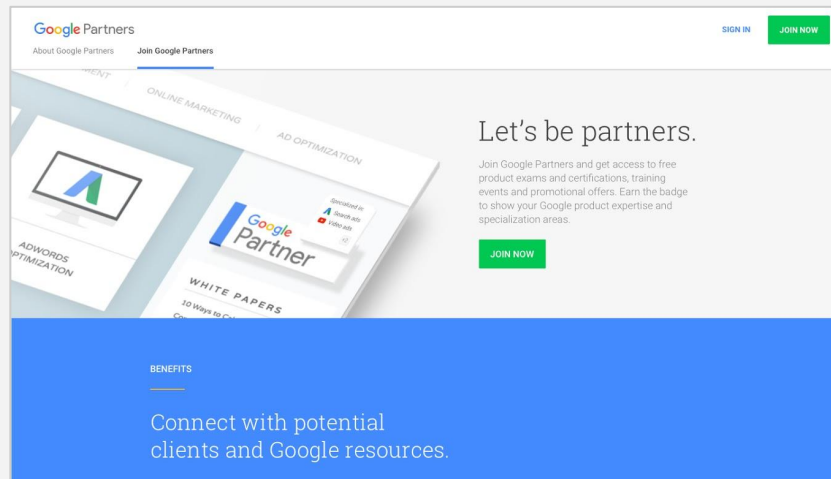 Google Partners
SIGN IN
JOIN NOW
About Google Partners
Join Google Partners
ONLINE MARKETING
AD OPTIMIZATION
Let's be partners.
Join Google Partners and get access to free
product exams and certifications, training
events and promotional offers. Earn the badge
to show your Google product expertise and
specialization areas.
JOIN NOW
Specialized in
Search ads
Video ads
+2
Google
Partner
ADWORDS
OPTIMIZATION
WHITE PAPERS
10 Ways to
BENEFITS
Connect with potential
clients and Google resources.